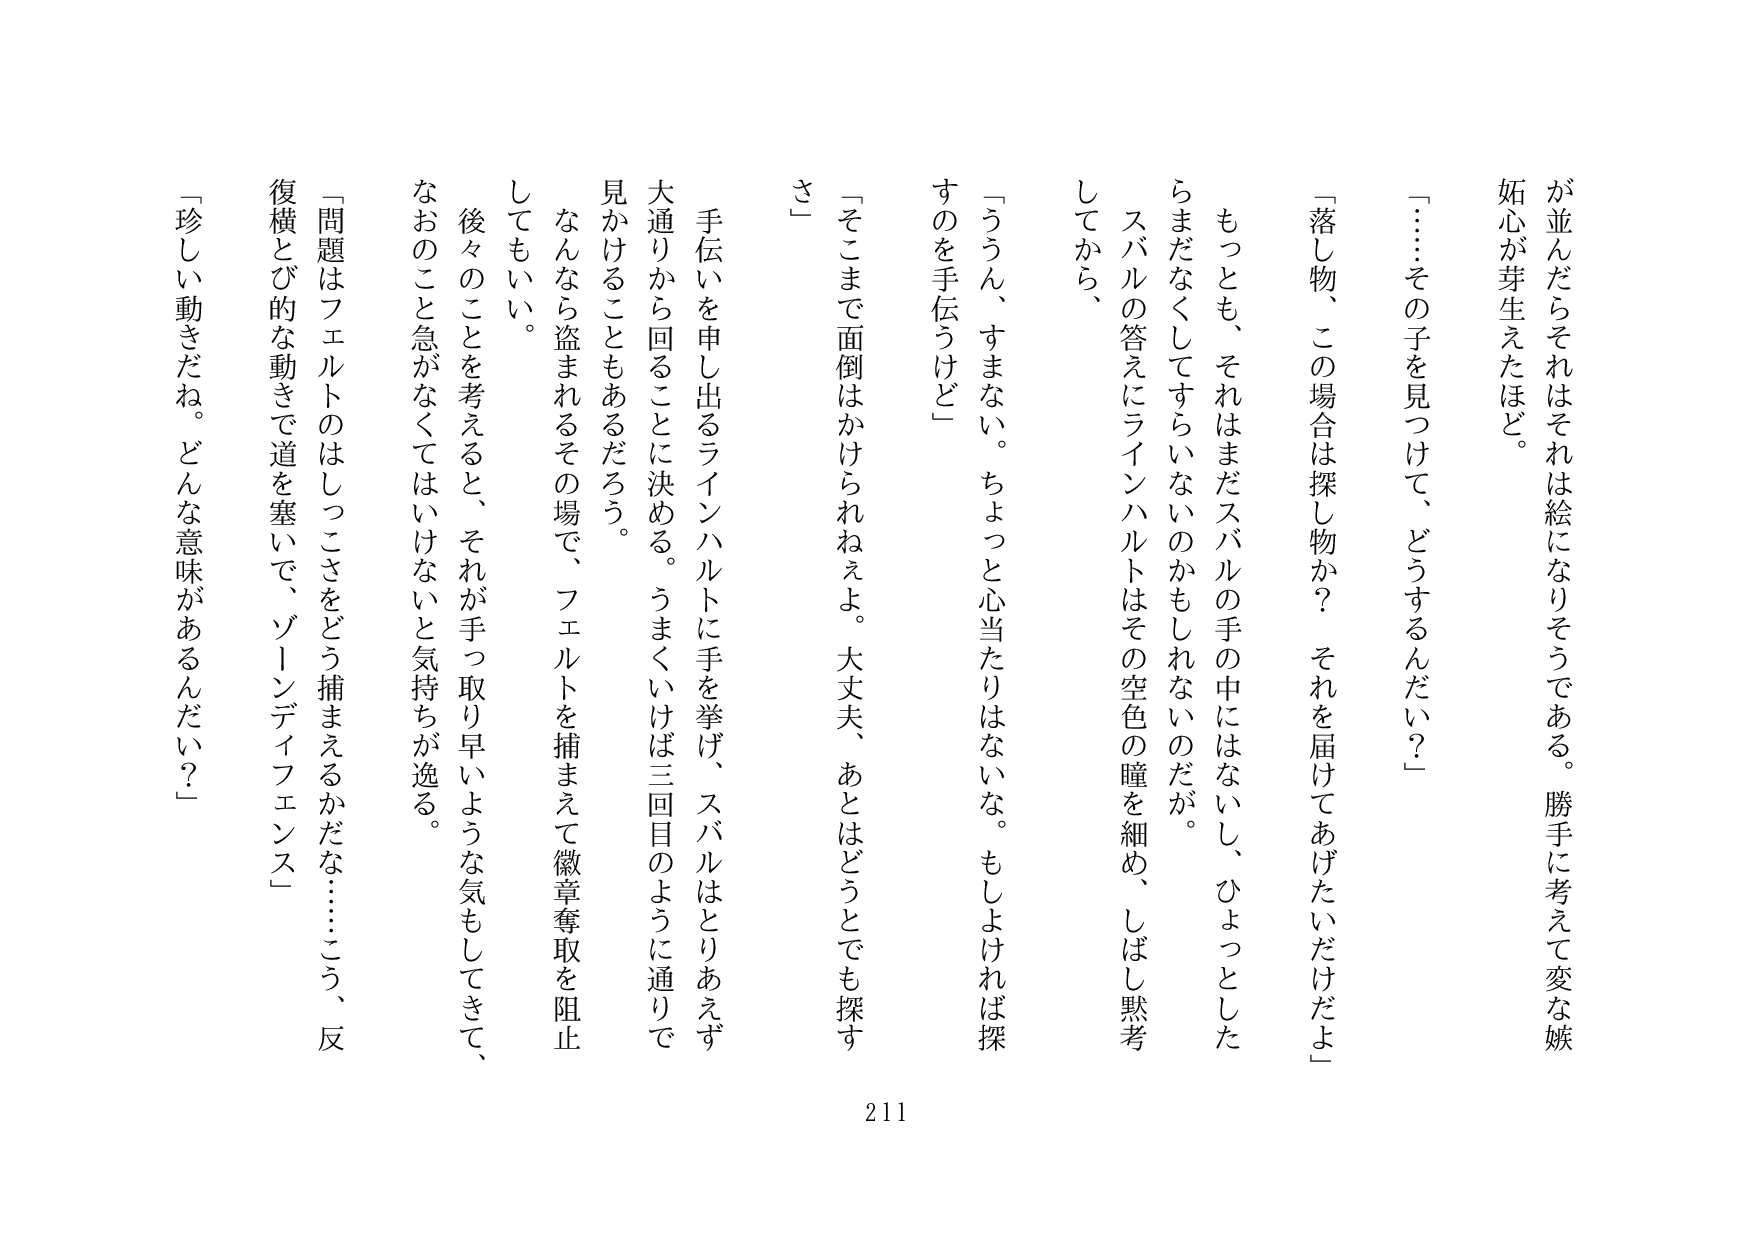 が並んだらそれはそれは絵になりそうである。勝手に考えて変な嫉
妬心が芽生えたほど。
「……その子を見つけて、どうするんだい？」
「落し物、この場合は探し物か？　それを届けてあげたいだけだよ」
　もっとも、それはまだスバルの手の中にはないし、ひょっとした
らまだなくしてすらいないのかもしれないのだが。
　スバルの答えにラインハルトはその空色の瞳を細め、しばし黙考
してから、
「ううん、すまない。ちょっと心当たりはないな。もしよければ探
すのを手伝うけど」
「そこまで面倒はかけられねぇよ。大丈夫、あとはどうとでも探す
さ」
　手伝いを申し出るラインハルトに手を挙げ、スバルはとりあえず
大通りから回ることに決める。うまくいけば三回目のように通りで
見かけることもあるだろう。
　なんなら盗まれるその場で、フェルトを捕まえて徽章奪取を阻止
してもいい。
　後々のことを考えると、それが手っ取り早いような気もしてきて、
なおのこと急がなくてはいけないと気持ちが逸る。
「問題はフェルトのはしっこさをどう捕まえるかだな……こう、反
復横とび的な動きで道を塞いで、ゾーンディフェンス」
「珍しい動きだね。どんな意味があるんだい？」
211